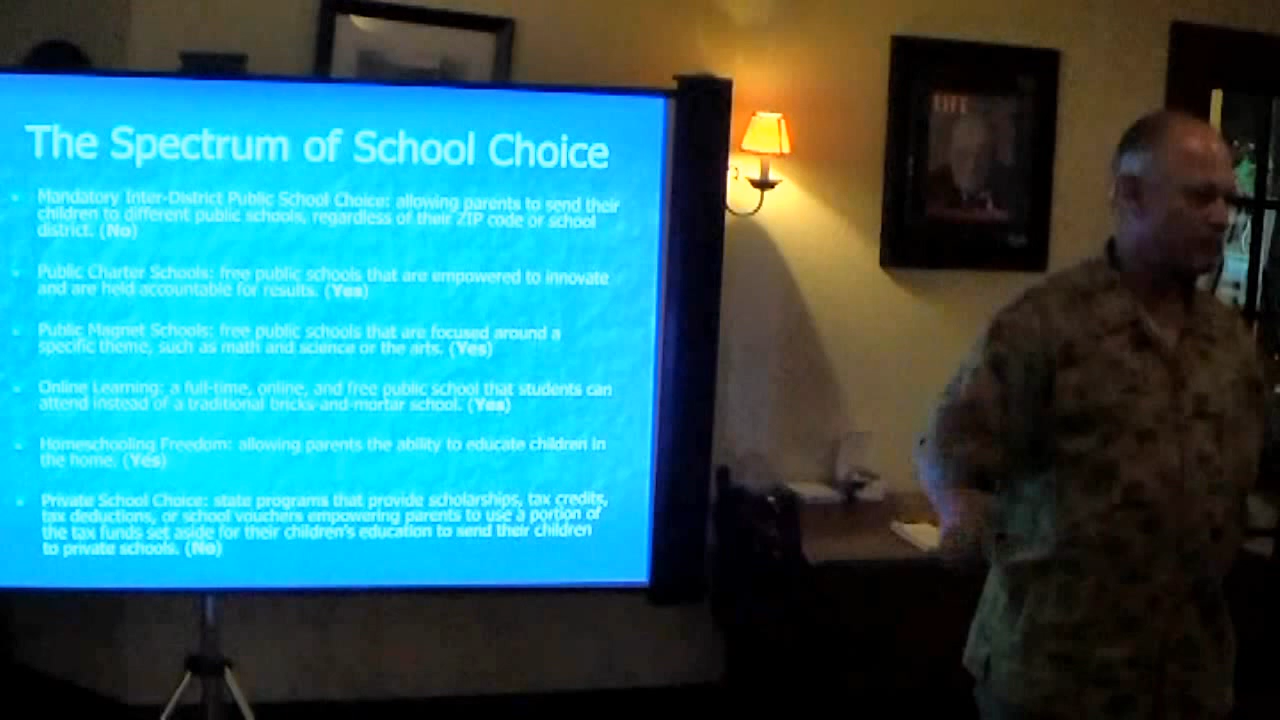 The Spectrum of School Choice
Mandatory Inter-District Public School Choice: allowing parents to send their
children to different public schools, regardless of their ZIP code or school
district. (No)
Public Charter Schools: free public schools that are empowered to innovate
and are held accountable for results. (Yes)
Public Magnet Schools: free public schools that are focused around a
specific theme, such as math and science or the arts. (Yes)
Online Learning: a full-time, online, and free public school that students can
attend instead of a traditional bricks-and-mortar school. (Yes)
Homeschooling Freedom: allowing parents the ability to educate children in
the home. (Yes)
Private School Choice: state programs that provide scholarships, tax credits,
tax deductions, or school vouchers empowering parents to use a portion of
the tax funds set aside for their children's education to send their children
to private schools. (No)
LIFE